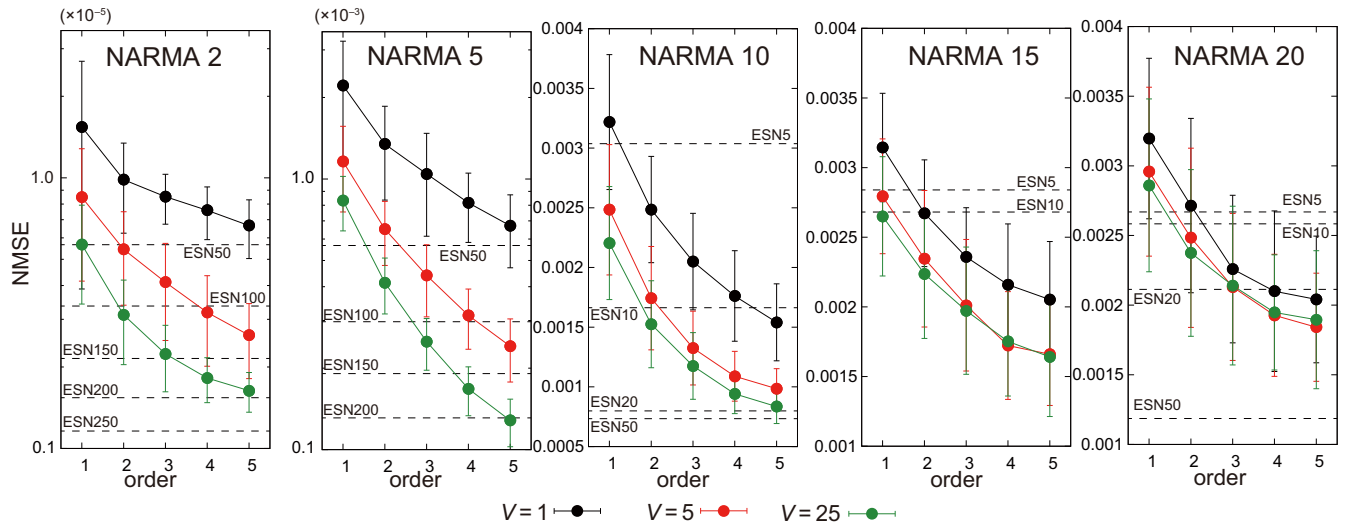 (×10⁻⁵)
NARMA 2
1.0
0.1
NMSE
ESN50
ESN100
ESN150
ESN200
ESN250
1 2 3 4 5
order
(×10⁻³)
NARMA 5
1.0
0.1
ESN50
ESN100
ESN150
ESN200
1 2 3 4 5
order
NARMA 10
0.004
0.0035
0.003
0.0025
0.002
0.0015
0.001
0.0005
ESN5
ESN10
ESN20
ESN50
1 2 3 4 5
order
NARMA 15
0.004
0.0035
0.003
0.0025
0.002
0.0015
0.001
ESN5
ESN10
1 2 3 4 5
order
NARMA 20
0.004
0.0035
0.003
0.0025
0.002
0.0015
0.001
ESN5
ESN10
ESN20
ESN50
1 2 3 4 5
order
V = 1 V = 5 V = 25